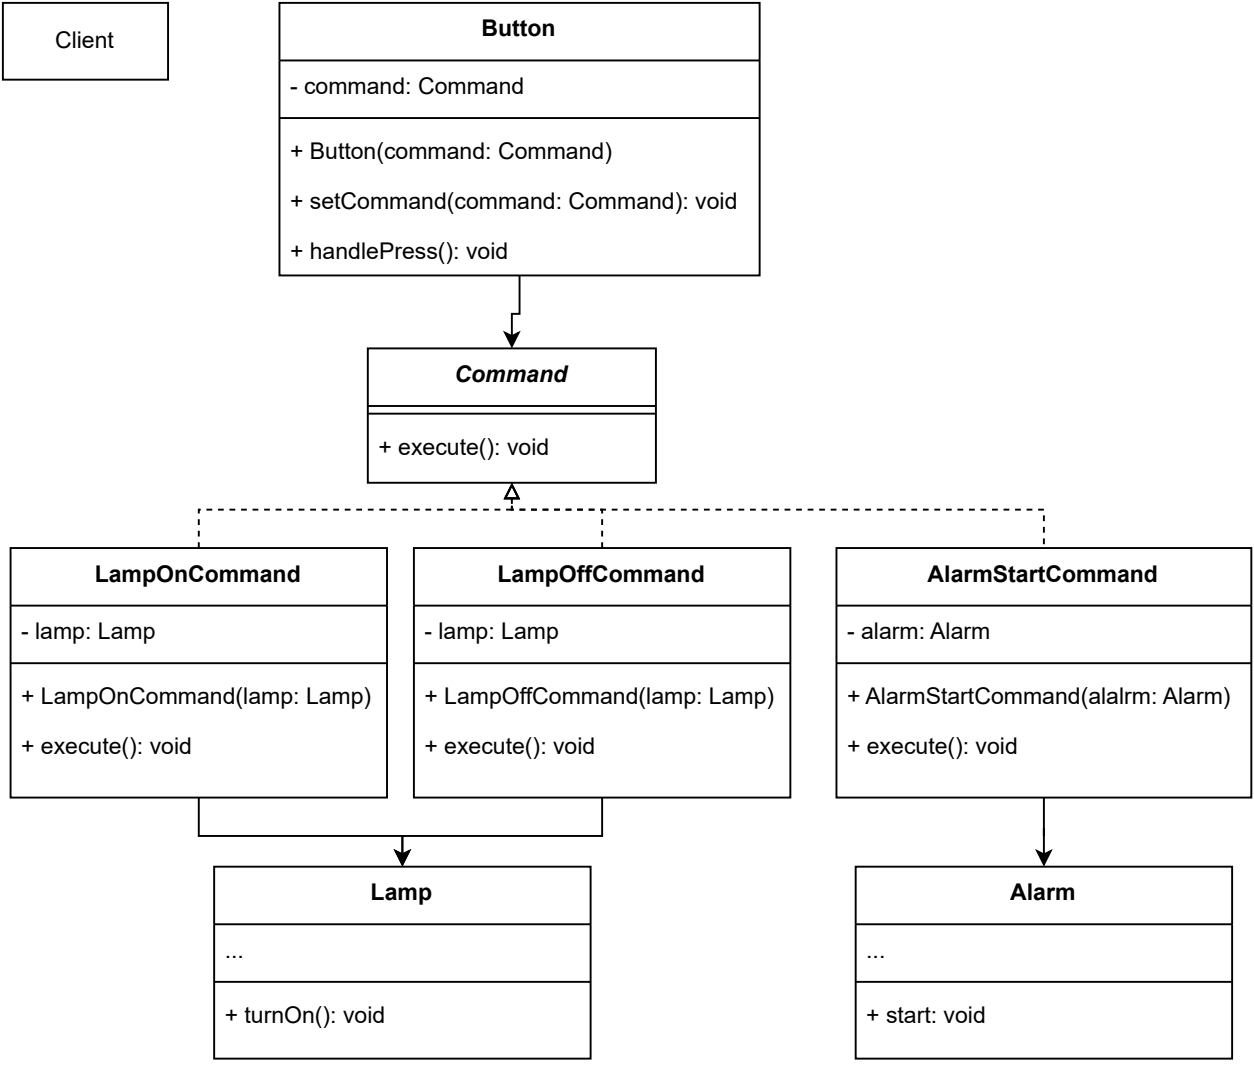 Client
Button
- command: Command
+ Button(command: Command)
+ setCommand(command: Command): void
+ handlePress(): void
Command
+ execute(): void
LampOnCommand
- lamp: Lamp
+ LampOnCommand(lamp: Lamp)
+ execute(): void
LampOffCommand
- lamp: Lamp
+ LampOffCommand(lamp: Lamp)
+ execute(): void
AlarmStartCommand
- alarm: Alarm
+ AlarmStartCommand(alalrm: Alarm)
+ execute(): void
Lamp
...
+ turnOn(): void
Alarm
...
+ start: void